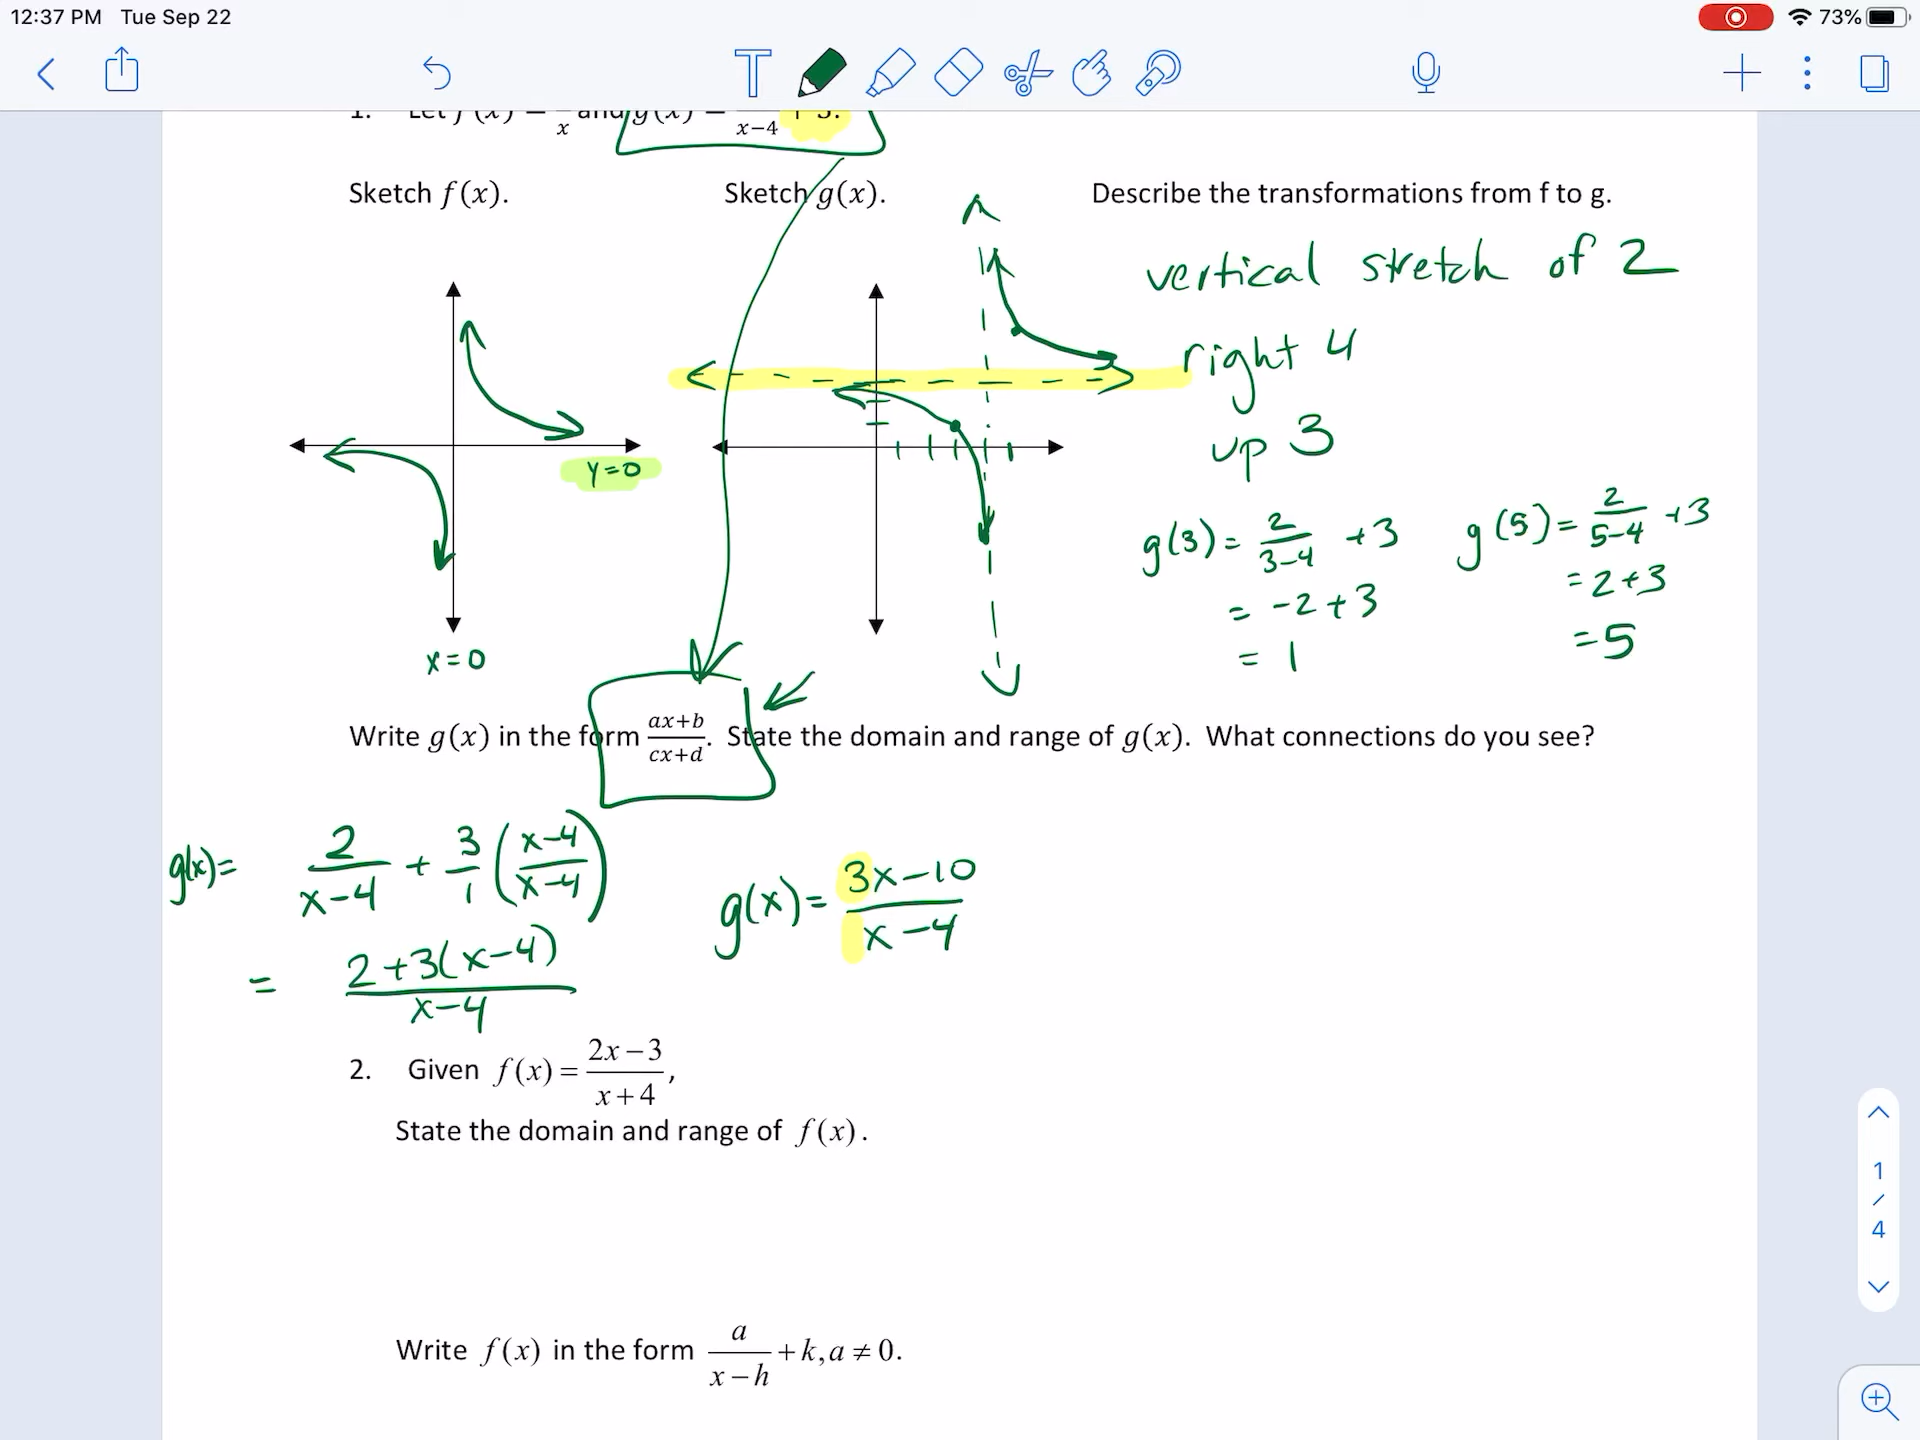 12:37 PM Tue Sep 22
73%
x x−4
Sketch f(x). Sketch g(x). Describe the transformations from f to g.
vertical stretch of 2
right 4
up 3
y=0
x=0
g(3)= 2/(3-4) +3 g(5)= 2/(5-4) +3
= -2+3 =2+3
= 1 =5
Write g(x) in the form (ax+b)/(cx+d). State the domain and range of g(x). What connections do you see?
g(x)= 2/(x-4) + 3/1 ((x-4)/(x-4)) g(x)= (3x-10)/(x-4)
= (2+3(x-4))/(x-4)
2. Given f(x) = (2x−3)/(x+4),
State the domain and range of f(x).
Write f(x) in the form a/(x−h) +k, a ≠ 0.
1
/
4